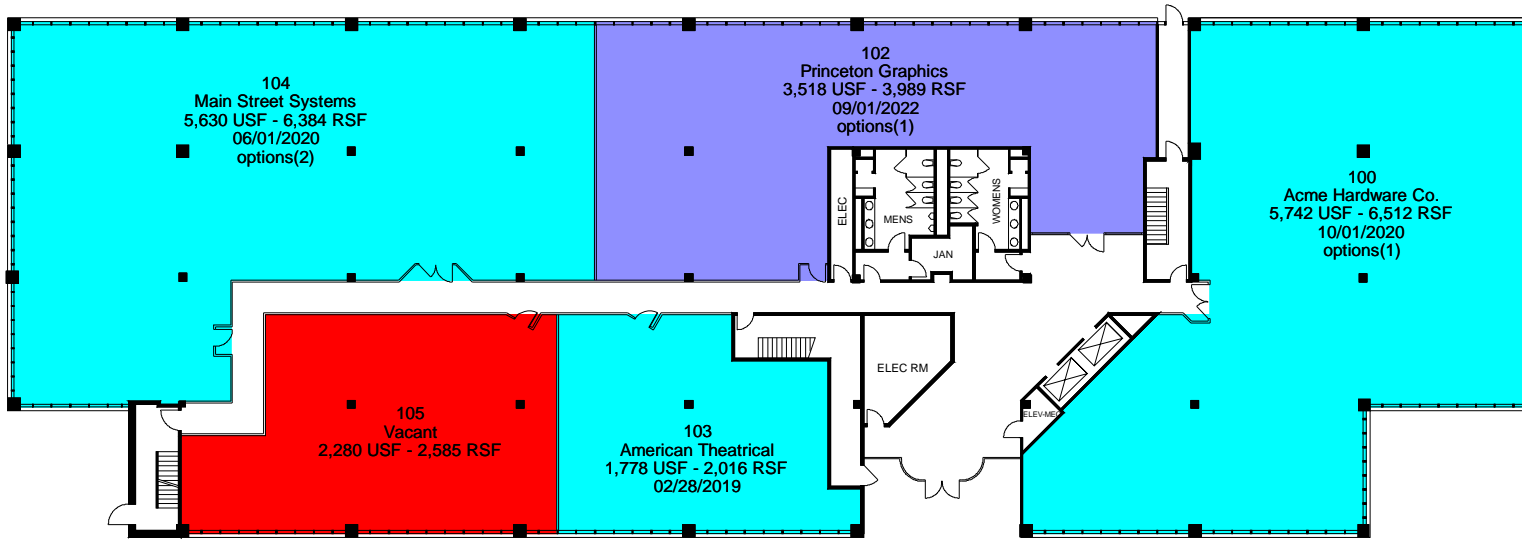 104
Main Street Systems
5,630 USF - 6,384 RSF
06/01/2020
options(2)
102
Princeton Graphics
3,518 USF - 3,989 RSF
09/01/2022
options(1)
100
Acme Hardware Co.
5,742 USF - 6,512 RSF
10/01/2020
options(1)
ELEC
MENS
WOMENS
JAN
ELEC RM
ELEV-MEC
105
Vacant
2,280 USF - 2,585 RSF
103
American Theatrical
1,778 USF - 2,016 RSF
02/28/2019